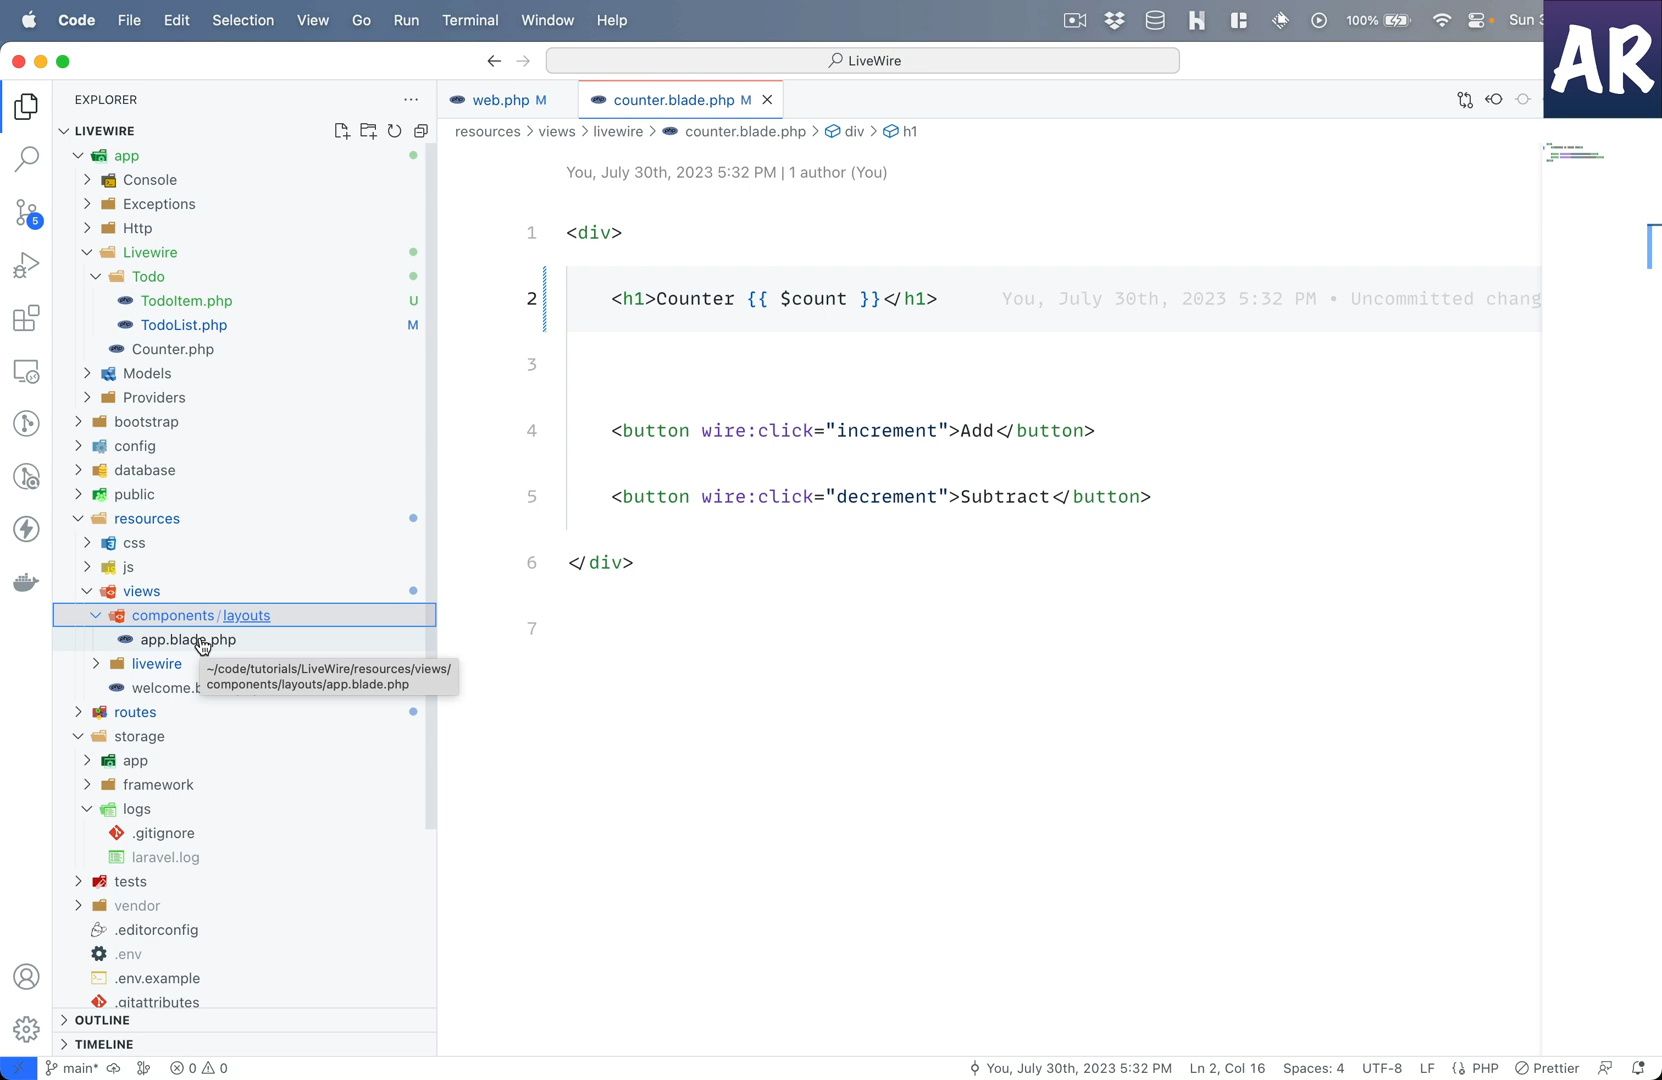 Code File Edit Selection View Go Run Terminal Window Help 100% Sun 3
AR
LiveWire
EXPLORER
web.php M
counter.blade.php M
LIVEWIRE
resources > views > livewire > counter.blade.php > div > h1
app
Console
Exceptions
Http
Livewire
Todo
TodoItem.php U
TodoList.php M
Counter.php
Models
Providers
bootstrap
config
database
public
resources
css
js
views
components / layouts
app.blade.php
livewire
~/code/tutorials/LiveWire/resources/views/
components/layouts/app.blade.php
welcome.b
routes
storage
app
framework
logs
.gitignore
laravel.log
tests
vendor
.editorconfig
.env
.env.example
.gitattributes
OUTLINE
TIMELINE
You, July 30th, 2023 5:32 PM | 1 author (You)
1 <div>
2 <h1>Counter {{ $count }}</h1> You, July 30th, 2023 5:32 PM • Uncommitted chang
3
4 <button wire:click="increment">Add</button>
5 <button wire:click="decrement">Subtract</button>
6 </div>
7
5
main* 0 0 You, July 30th, 2023 5:32 PM Ln 2, Col 16 Spaces: 4 UTF-8 LF PHP Prettier